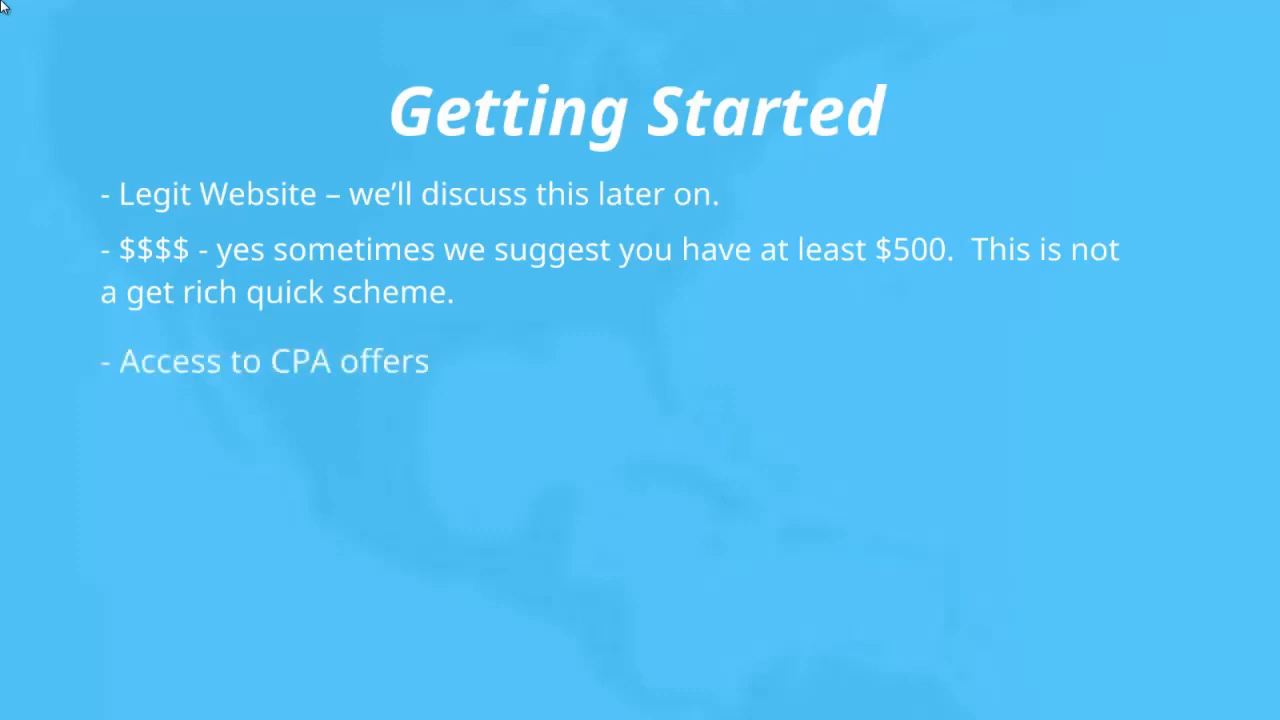 Getting Started
- Legit Website – we’ll discuss this later on.
- $$$$ - yes sometimes we suggest you have at least $500.  This is not
a get rich quick scheme.
- Access to CPA offers